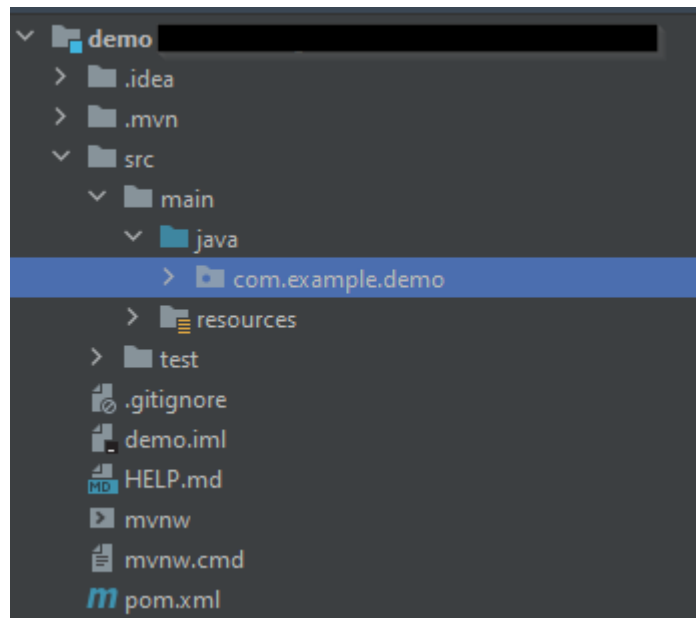 demo
.idea
.mvn
src
main
java
com.example.demo
resources
test
.gitignore
demo.iml
HELP.md
mvnw
mvnw.cmd
pom.xml